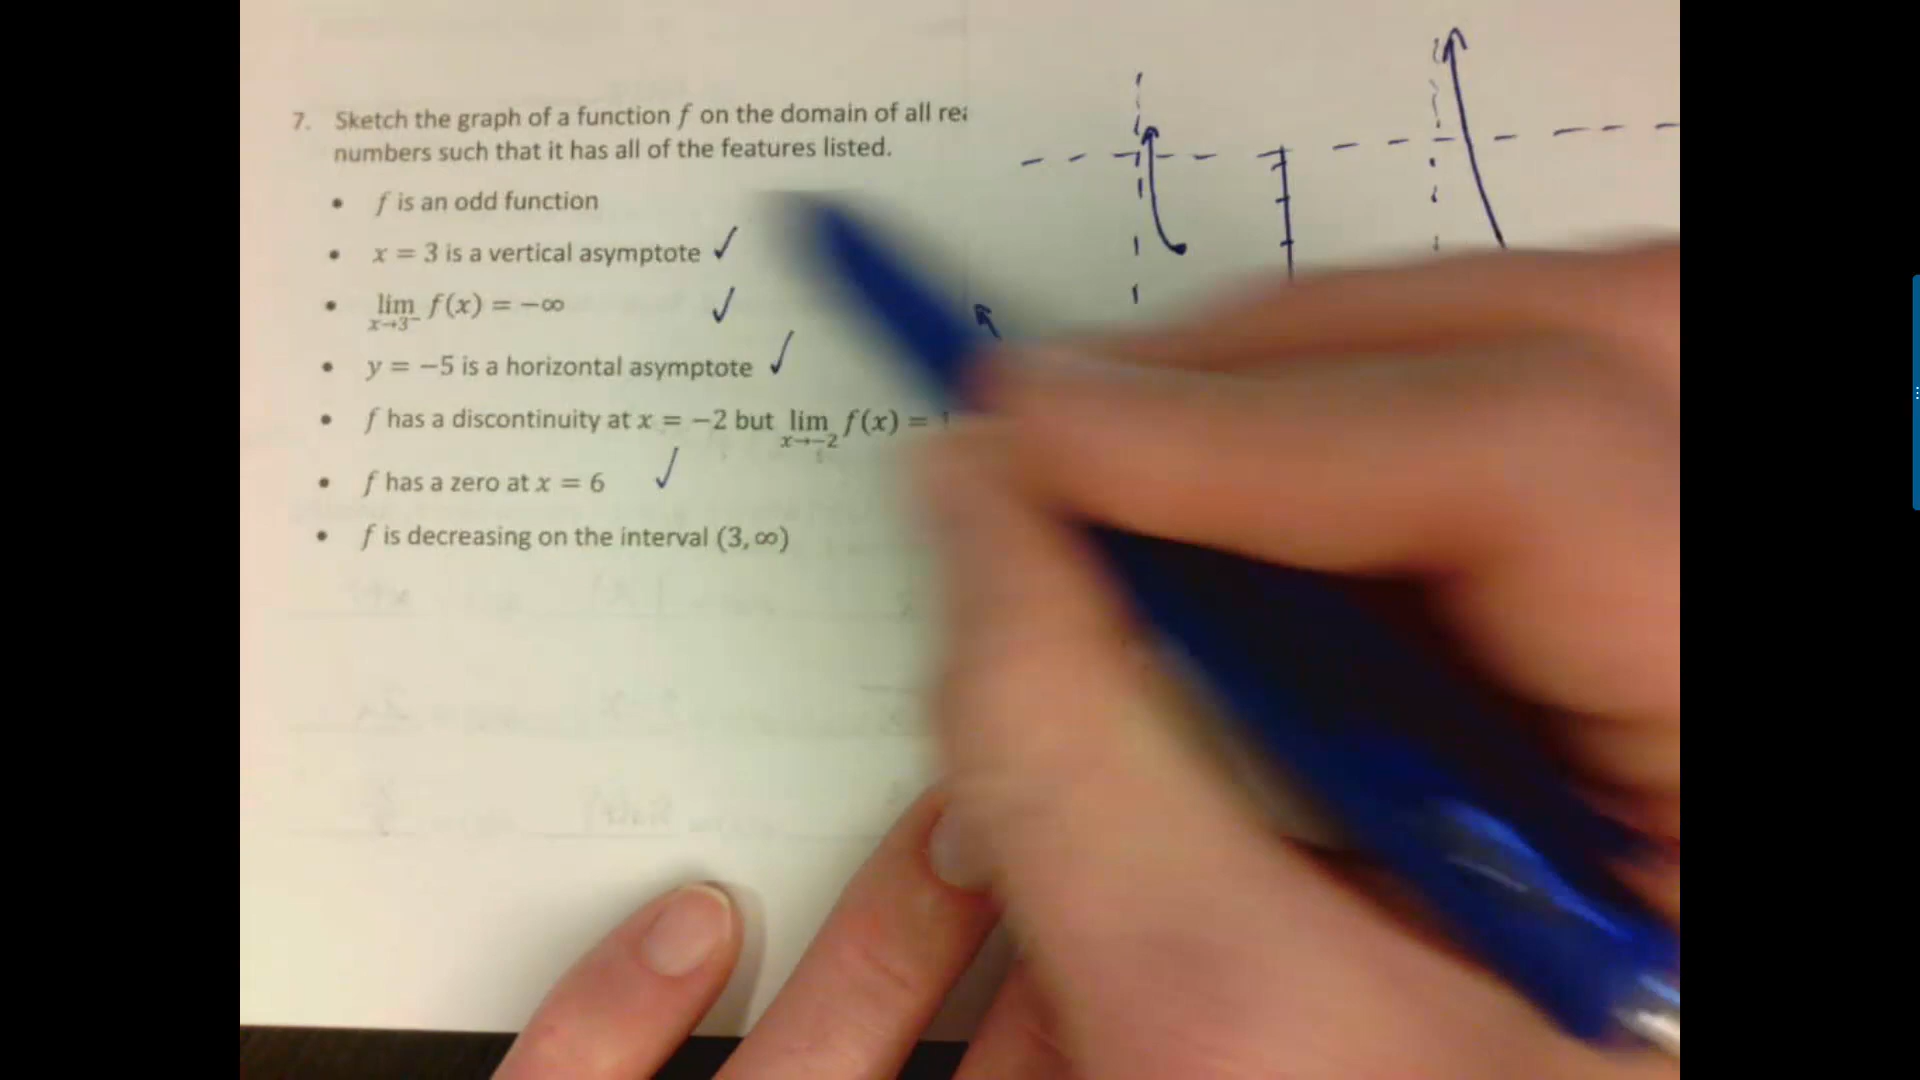 7. Sketch the graph of a function f on the domain of all rea
numbers such that it has all of the features listed.
• f is an odd function
• x = 3 is a vertical asymptote ✓
• lim x→3⁻ f(x) = −∞ ✓
• y = −5 is a horizontal asymptote ✓
• f has a discontinuity at x = −2 but lim x→−2 f(x) = 1
• f has a zero at x = 6 ✓
• f is decreasing on the interval (3, ∞)